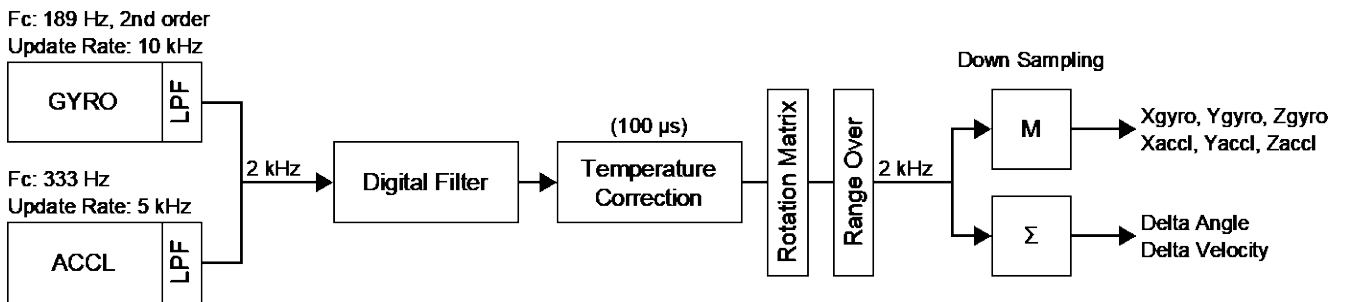 Fc: 189 Hz, 2nd order
Update Rate: 10 kHz
GYRO
LPF
Fc: 333 Hz
Update Rate: 5 kHz
ACCL
LPF
2 kHz
Digital Filter
(100 µs)
Temperature
Correction
Rotation Matrix
Range Over
2 kHz
Down Sampling
M
Xgyro, Ygyro, Zgyro
Xaccl, Yaccl, Zaccl
Σ
Delta Angle
Delta Velocity